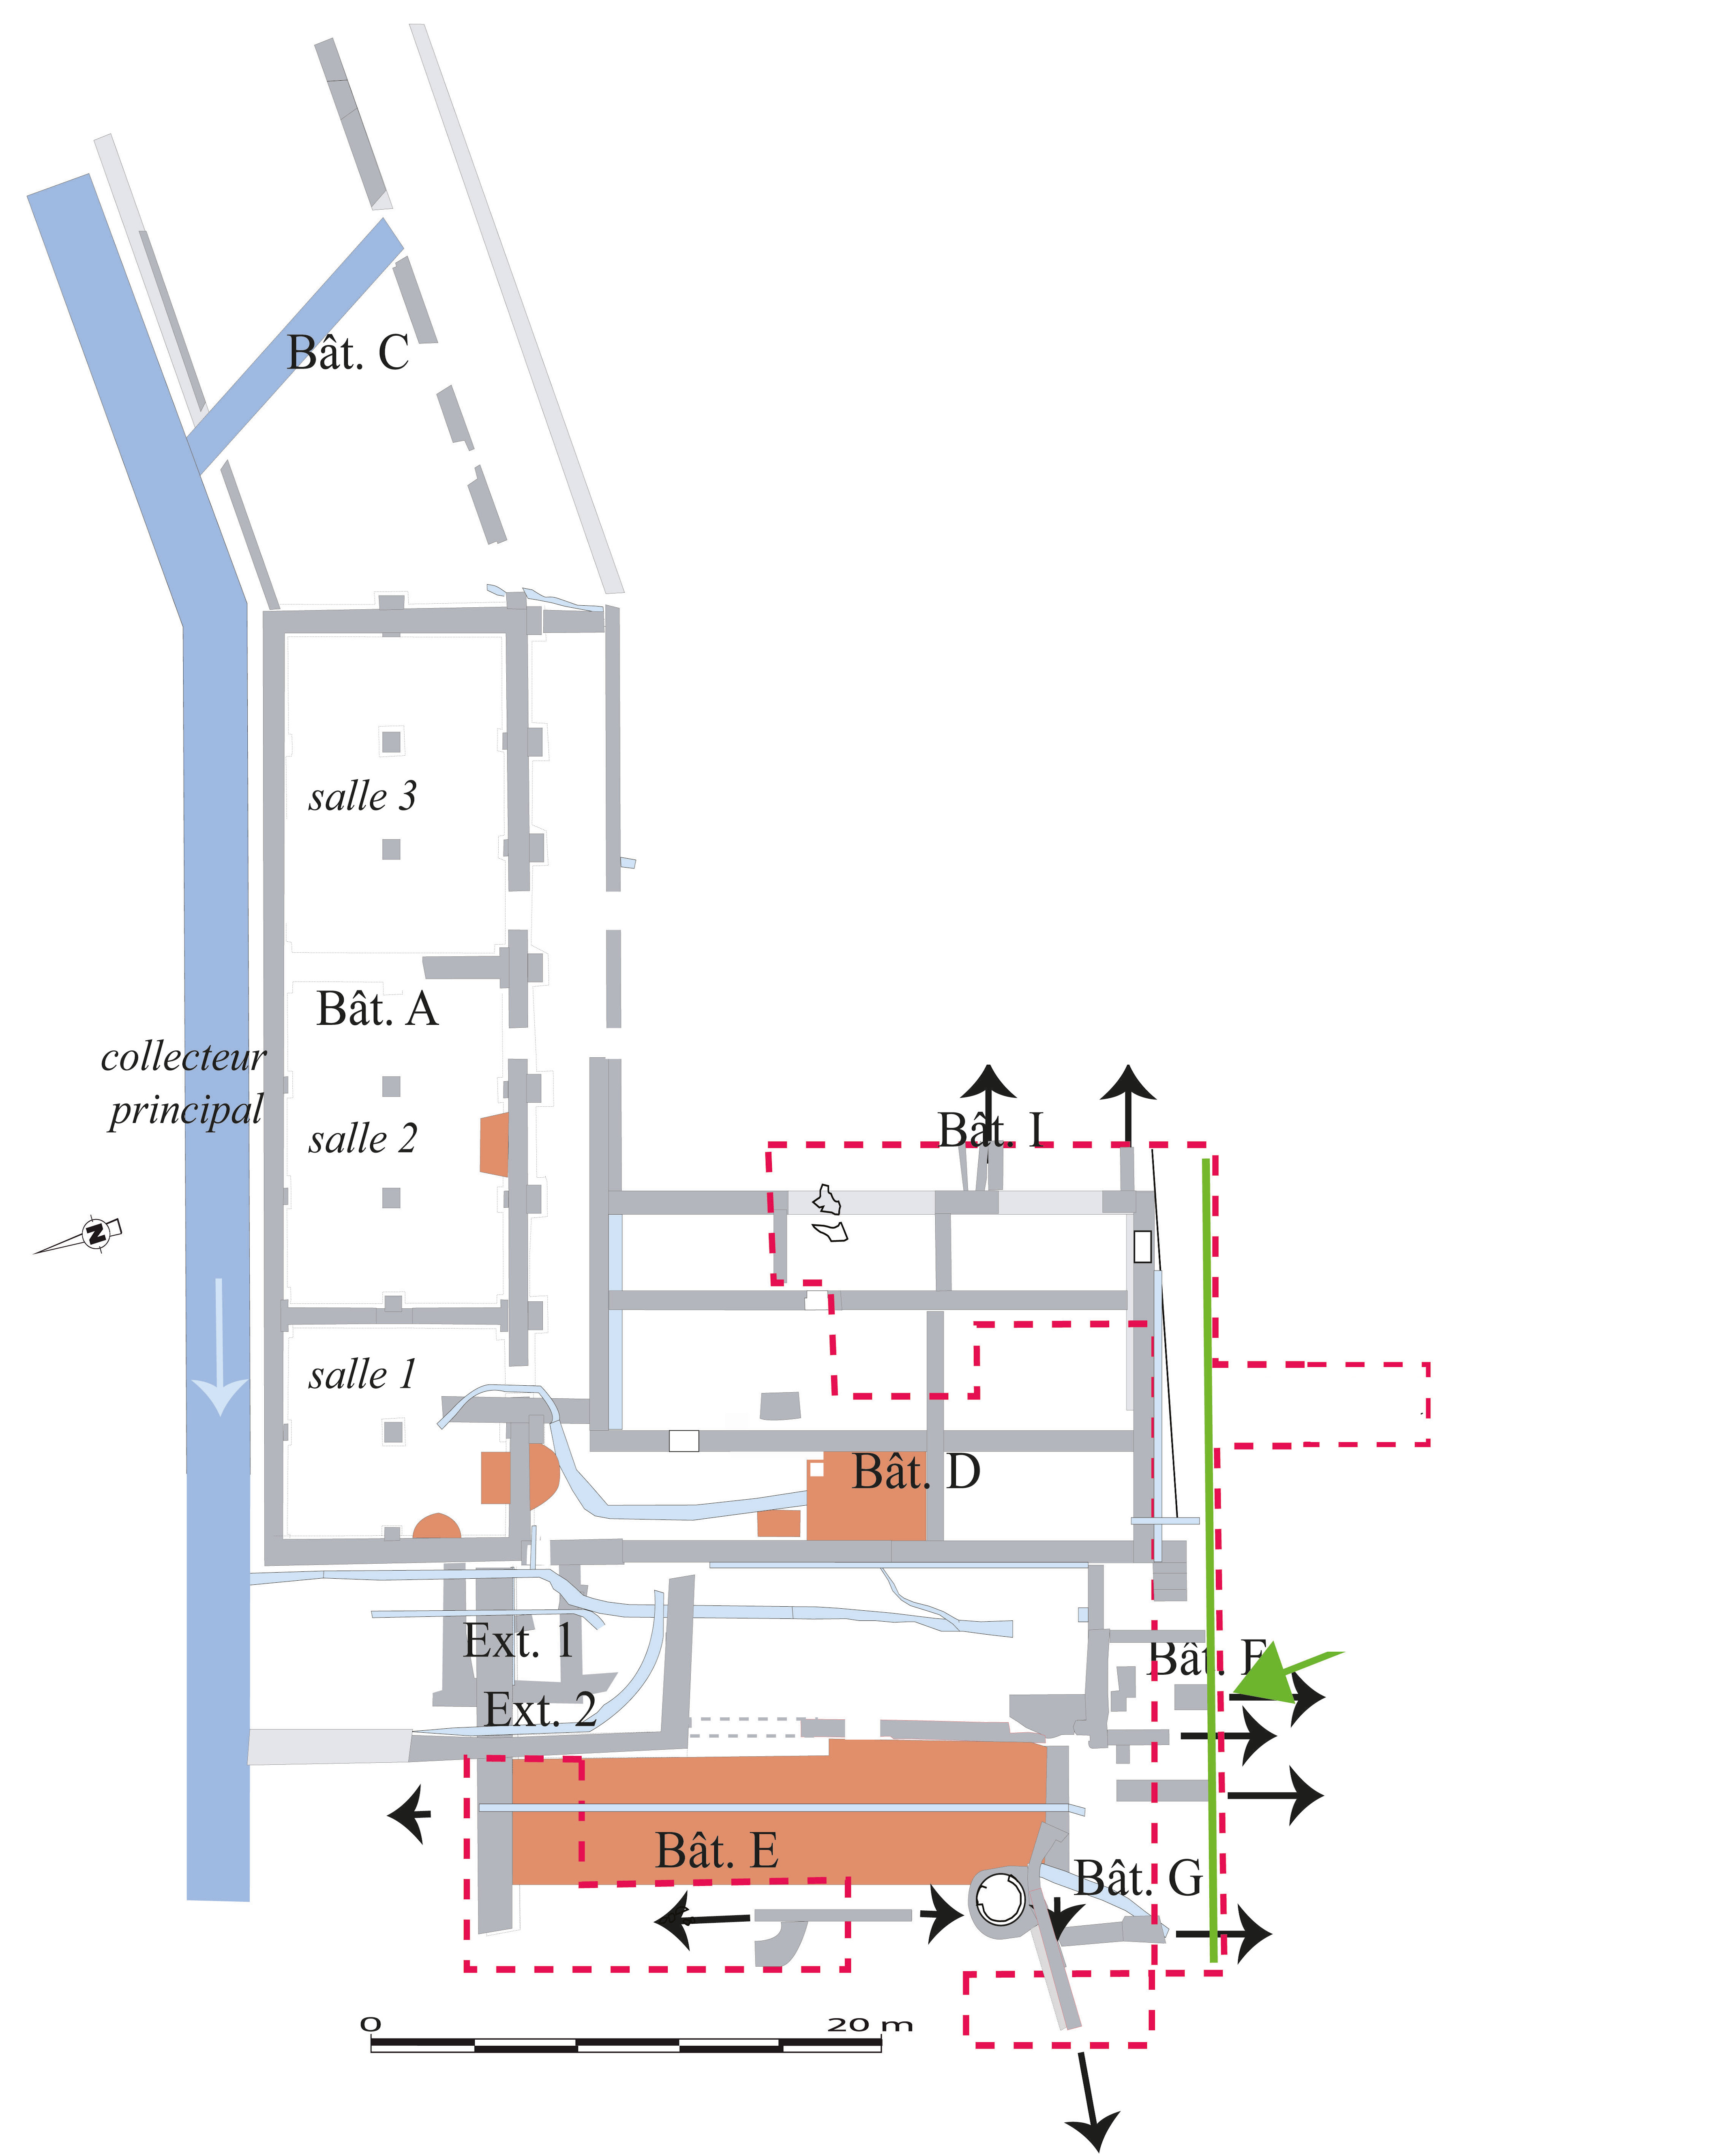 Bât. C
salle 3
Bât. A
collecteur
principal
salle 2
Bât. I
N
salle 1
Bât. D
Ext. 1
Bât. F
Ext. 2
Bât. E
Bât. G
0 20 m